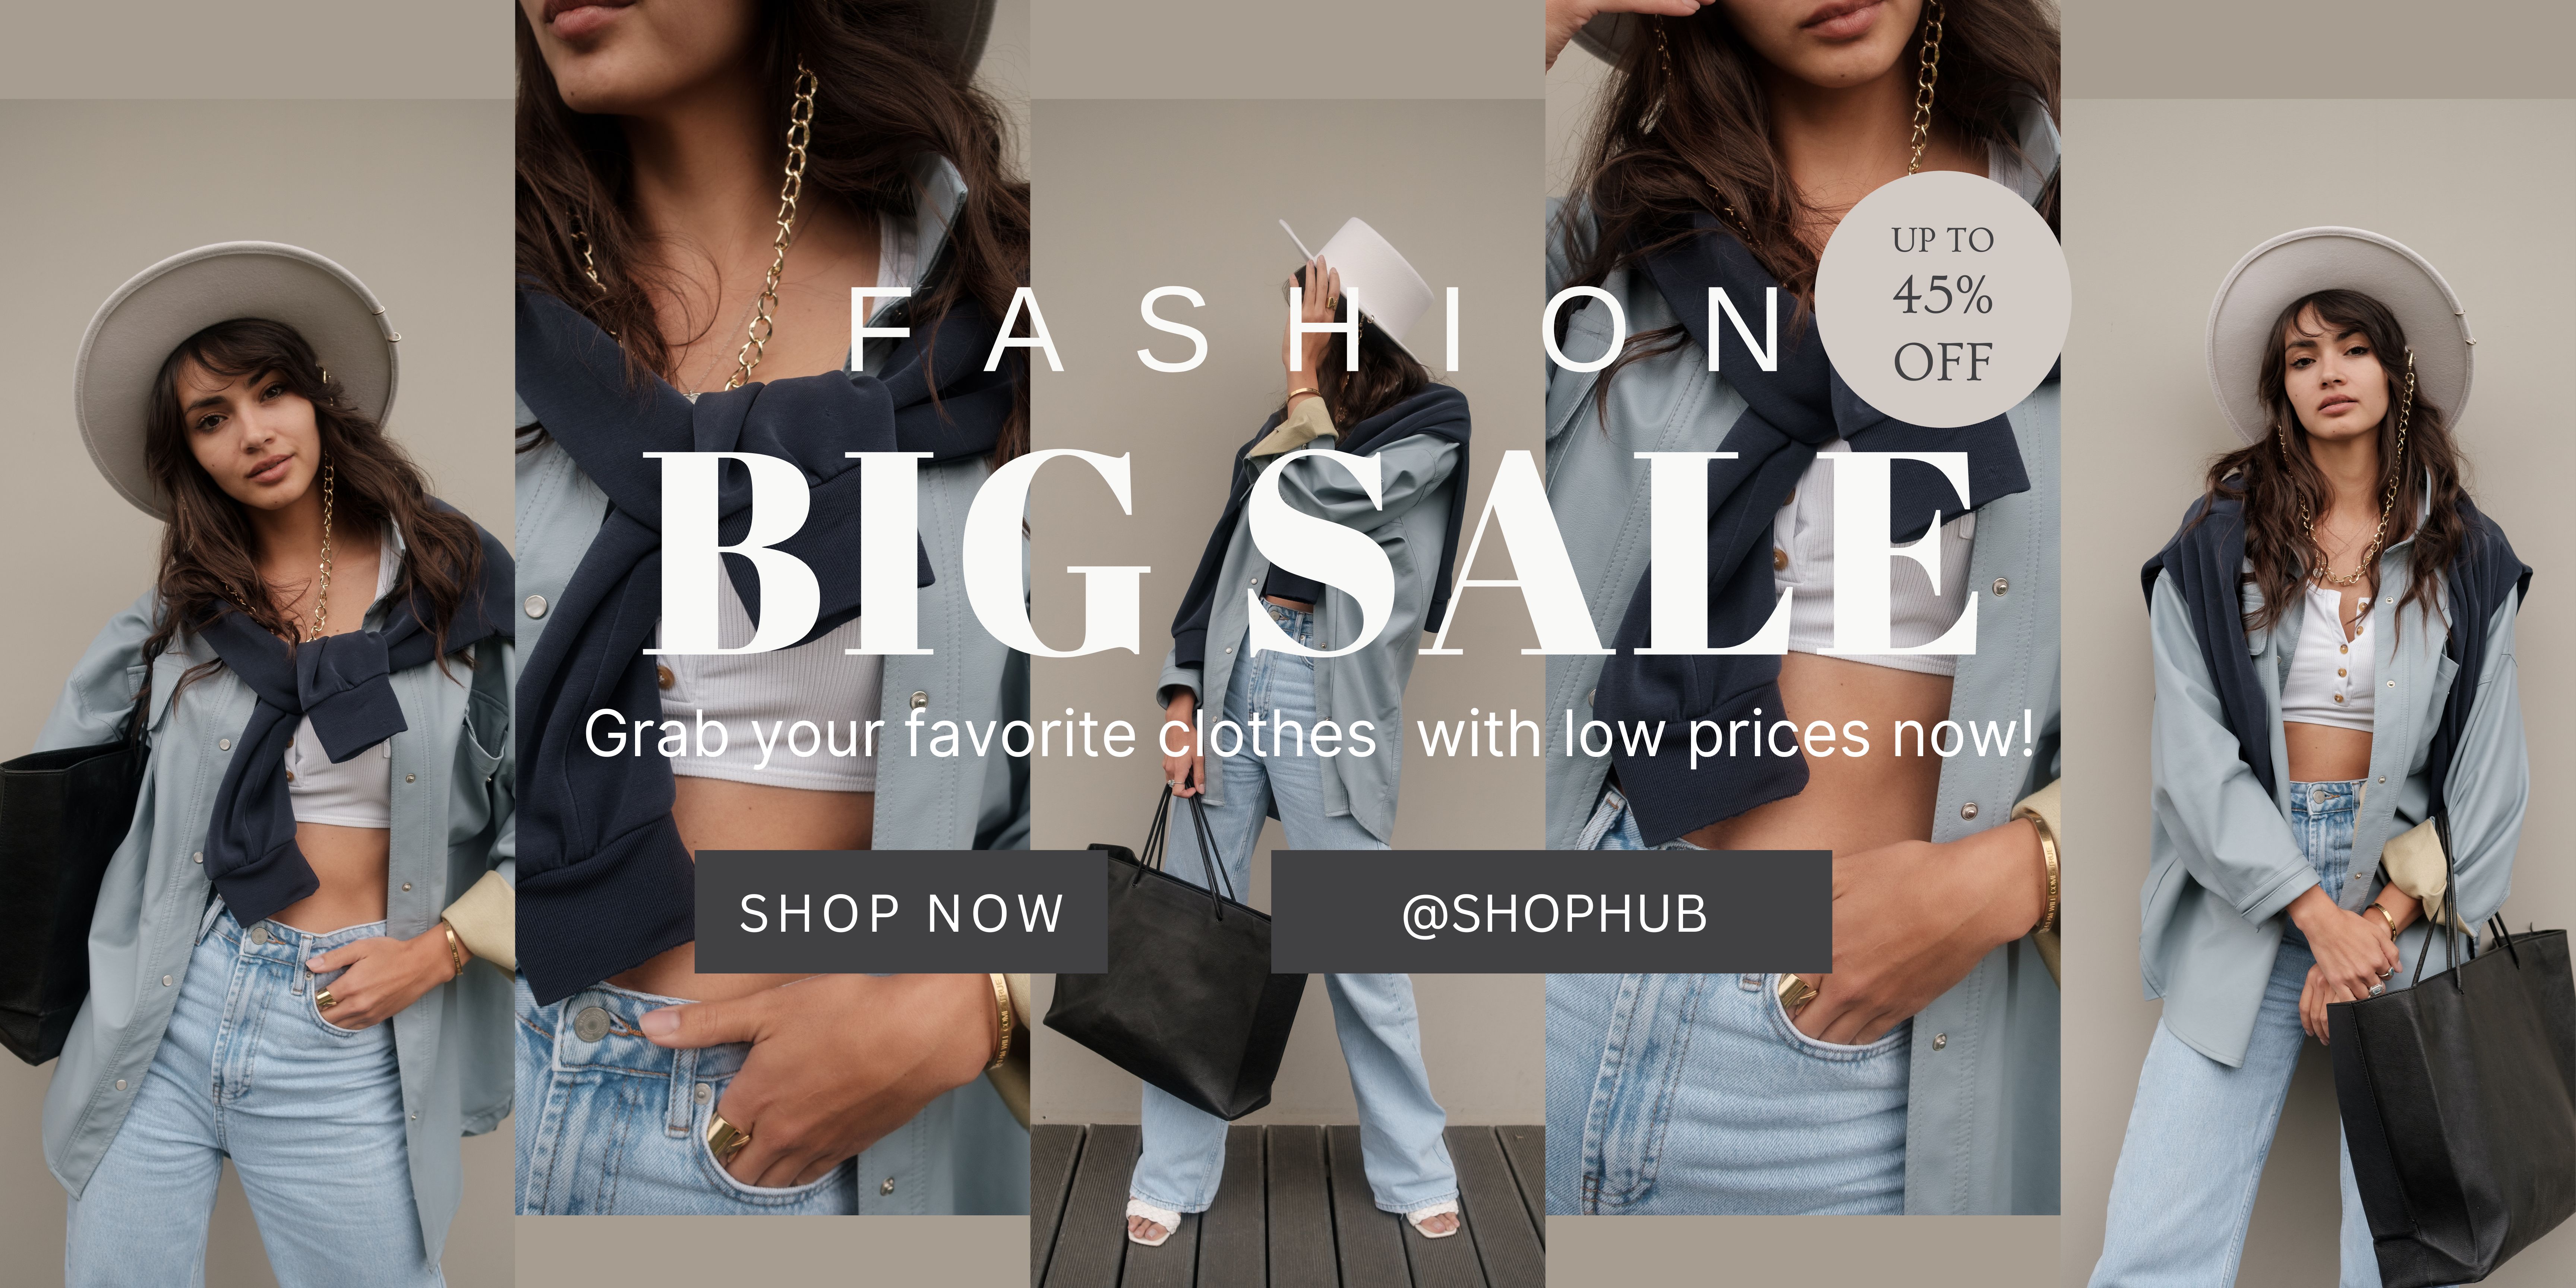 FASHION
UP TO
45%
OFF
BIG SALE
Grab your favorite clothes  with low prices now!
SHOP NOW
@SHOPHUB